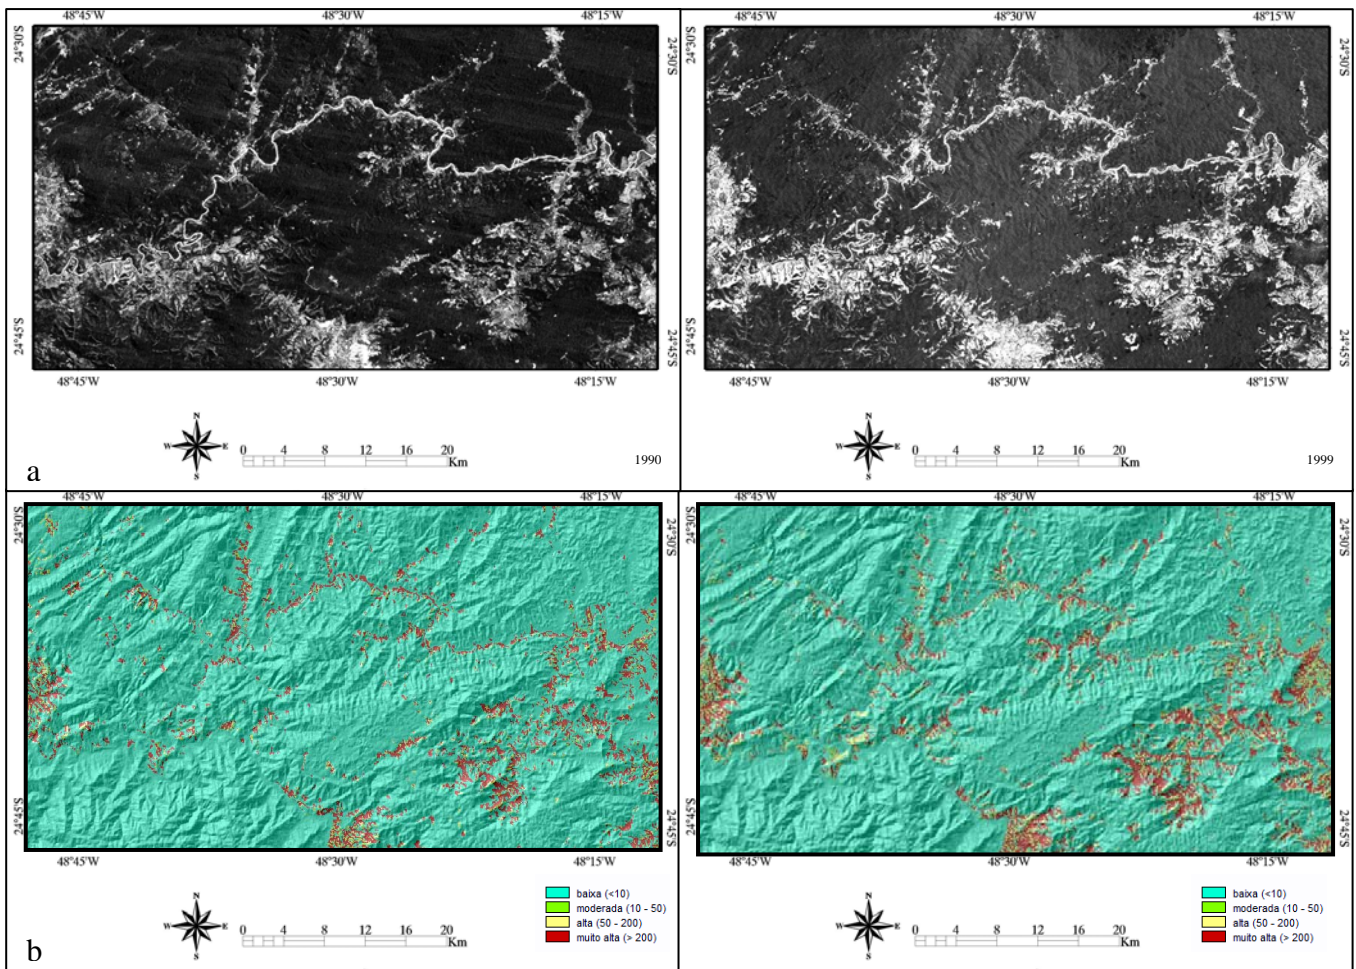 48°45'W 48°30'W 48°15'W
24°30'S 24°30'S
24°45'S 24°45'S
48°45'W 48°30'W 48°15'W
N
W E
S
0 4 8 12 16 20
Km
a
1990
48°45'W 48°30'W 48°15'W
24°30'S 24°30'S
24°45'S 24°45'S
48°45'W 48°30'W 48°15'W
N
W E
S
0 4 8 12 16 20
Km
1999
48°45'W 48°30'W 48°15'W
24°30'S 24°30'S
24°45'S 24°45'S
48°45'W 48°30'W 48°15'W
N
W E
S
0 4 8 12 16 20
Km
b
baixa (<10)
moderada (10 - 50)
alta (50 - 200)
muito alta (> 200)
48°45'W 48°30'W 48°15'W
24°30'S 24°30'S
24°45'S 24°45'S
48°45'W 48°30'W 48°15'W
N
W E
S
0 4 8 12 16 20
Km
baixa (<10)
moderada (10 - 50)
alta (50 - 200)
muito alta (> 200)